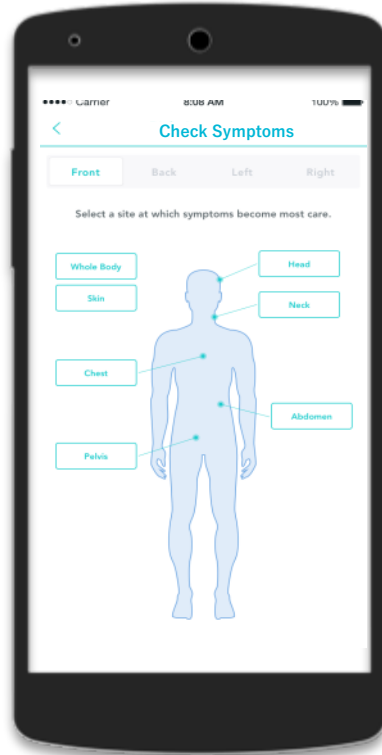 Carrier
8:08 AM
100%
<
Check Symptoms
Front
Back
Left
Right
Select a site at which symptoms become most care.
Whole Body
Head
Skin
Neck
Chest
Abdomen
Pelvis